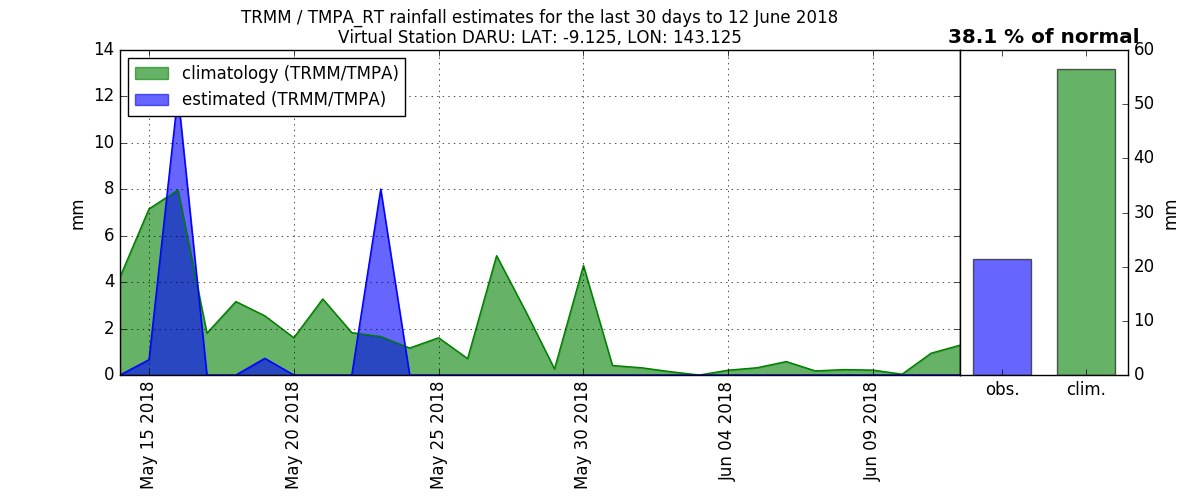 TRMM / TMPA_RT rainfall estimates for the last 30 days to 12 June 2018
Virtual Station DARU: LAT: -9.125, LON: 143.125
38.1 % of normal
climatology (TRMM/TMPA)
estimated (TRMM/TMPA)
14
12
10
8
6
4
2
0
mm
May 15 2018
May 20 2018
May 25 2018
May 30 2018
Jun 04 2018
Jun 09 2018
60
50
40
30
20
10
0
mm
obs.
clim.